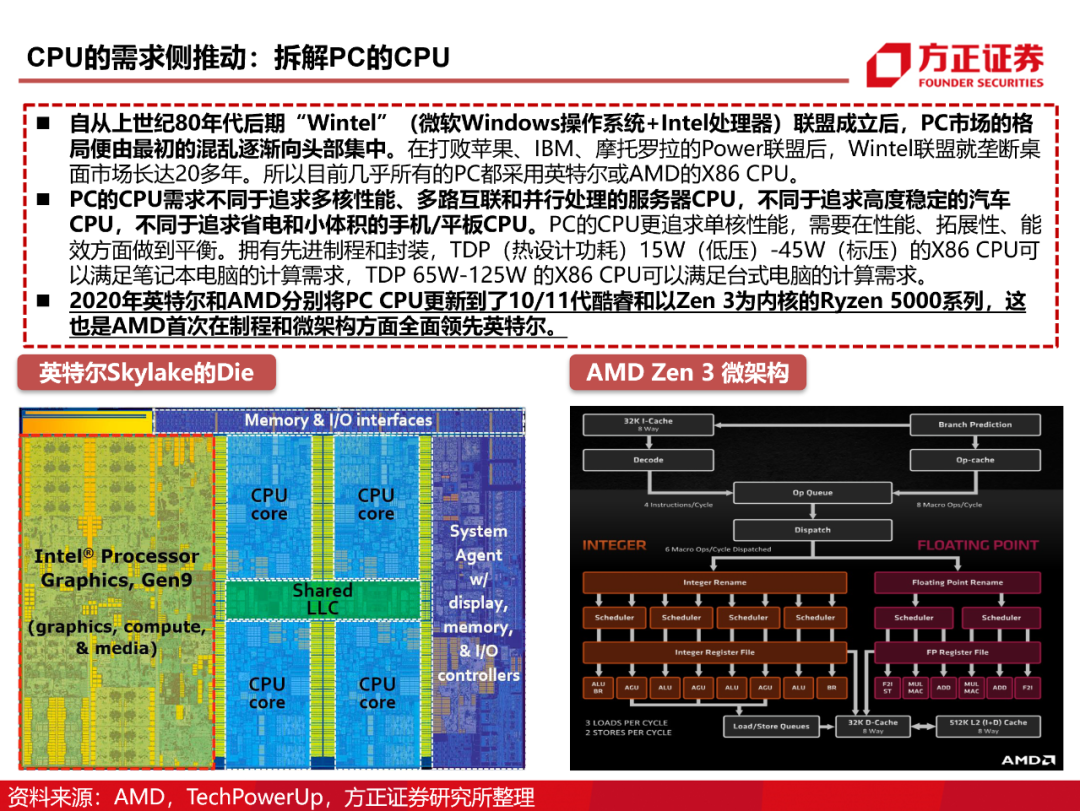 CPU的需求侧推动：拆解PC的CPU
方正证券
FOUNDER SECURITIES
■ 自从上世纪80年代后期“Wintel”（微软Windows操作系统+Intel处理器）联盟成立后，PC市场的格
局便由最初的混乱逐渐向头部集中。在打败苹果、IBM、摩托罗拉的Power联盟后，Wintel联盟就垄断桌
面市场长达20多年。所以目前几乎所有的PC都采用英特尔或AMD的X86 CPU。
■ PC的CPU需求不同于追求多核性能、多路互联和并行处理的服务器CPU，不同于追求高度稳定的汽车
CPU，不同于追求省电和小体积的手机/平板CPU。PC的CPU更追求单核性能，需要在性能、拓展性、能
效方面做到平衡。拥有先进制程和封装，TDP（热设计功耗）15W（低压）-45W（标压）的X86 CPU可
以满足笔记本电脑的计算需求，TDP 65W-125W 的X86 CPU可以满足台式电脑的计算需求。
■ 2020年英特尔和AMD分别将PC CPU更新到了10/11代酷睿和以Zen 3为内核的Ryzen 5000系列，这
也是AMD首次在制程和微架构方面全面领先英特尔。
英特尔Skylake的Die
Memory & I/O interfaces
CPU
core
CPU
core
Intel® Processor
Graphics, Gen9
(graphics, compute,
& media)
Shared
LLC
CPU
core
CPU
core
System
Agent
w/
display,
memory,
& I/O
controllers
AMD Zen 3 微架构
32K I-Cache
8 Way
Branch Prediction
Decode
Op-cache
Op Queue
4 Instructions/Cycle
8 Macro Ops/Cycle
Dispatch
INTEGER
6 Macro Ops/Cycle Dispatched
FLOATING POINT
Integer Rename
Floating Point Rename
Scheduler Scheduler Scheduler Scheduler
Scheduler Scheduler
Integer Register File
FP Register File
ALU
BR
AGU
ALU
AGU
ALU
AGU
ALU
BR
F2I
ST
MUL
MAC
ADD
MUL
MAC
ADD
F2I
3 LOADS PER CYCLE
2 STORES PER CYCLE
Load/Store Queues
32K D-Cache
8 Way
512K L2 (I+D) Cache
8 Way
AMD
资料来源：AMD，TechPowerUp，方正证券研究所整理